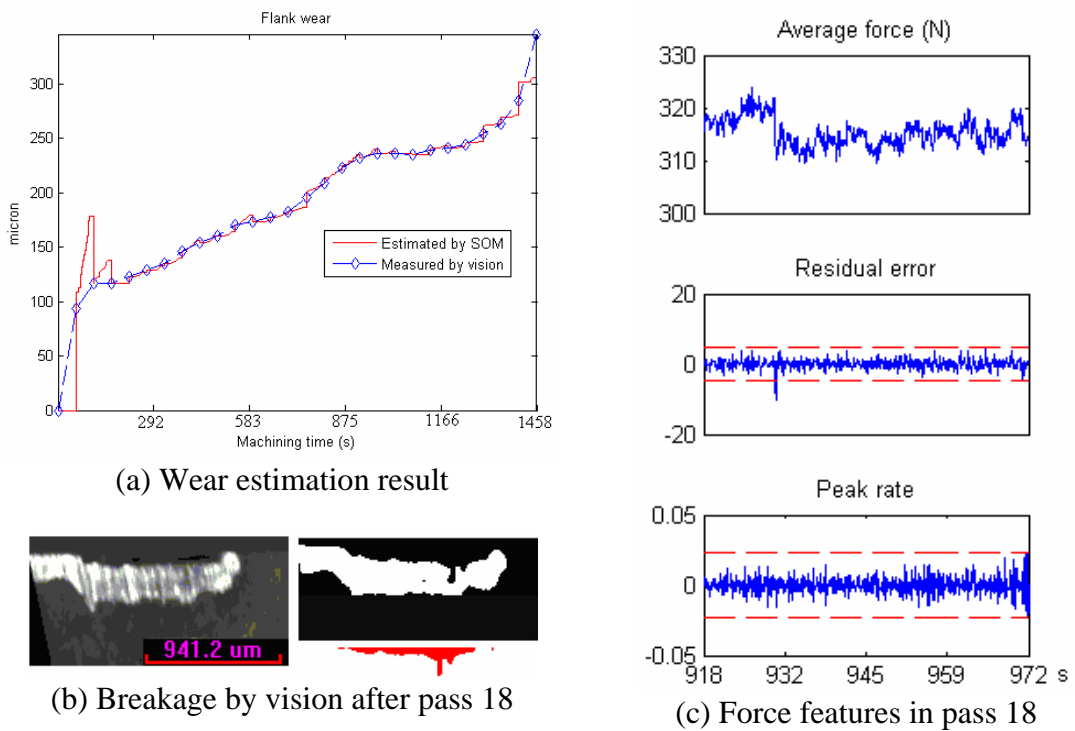 Flank wear
micron
300
250
200
150
100
50
0
Estimated by SOM
Measured by vision
292 583 875 1166 1458
Machining time (s)
(a) Wear estimation result
941.2 um
(b) Breakage by vision after pass 18
Average force (N)
330
320
310
300
Residual error
20
0
-20
Peak rate
0.05
0
-0.05
918 932 945 959 972 s
(c) Force features in pass 18